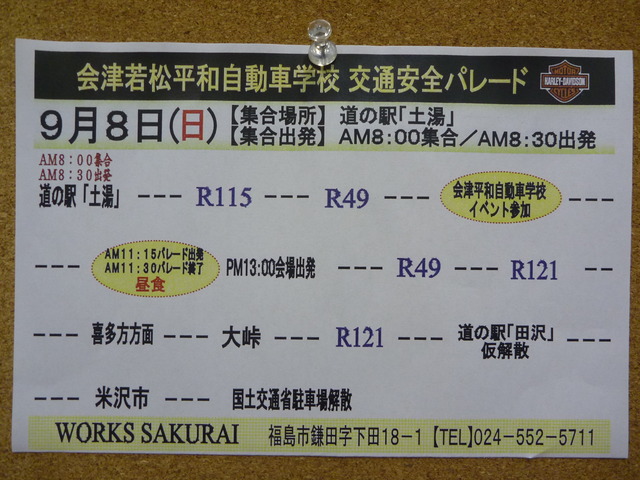 会津若松平和自動車学校 交通安全パレード
MOTOR
HARLEY-DAVIDSON
CYCLES
9月8日(日)
【集合場所】 道の駅「土湯」
【集合出発】 AM8:00集合/AM8:30出発
AM8:00集合
AM8:30出発
道の駅「土湯」 --- R115 --- R49 ---
会津平和自動車学校
イベント参加
---
---
AM11:15パレード出発
AM11:30パレード終了
昼食
PM13:00会場出発 --- R49 --- R121 ---
--- 喜多方方面 --- 大峠 --- R121 ---
道の駅「田沢」
仮解散
---
--- 米沢市 --- 国土交通省駐車場解散
WORKS SAKURAI 福島市鎌田字下田18-1【TEL】024-552-5711